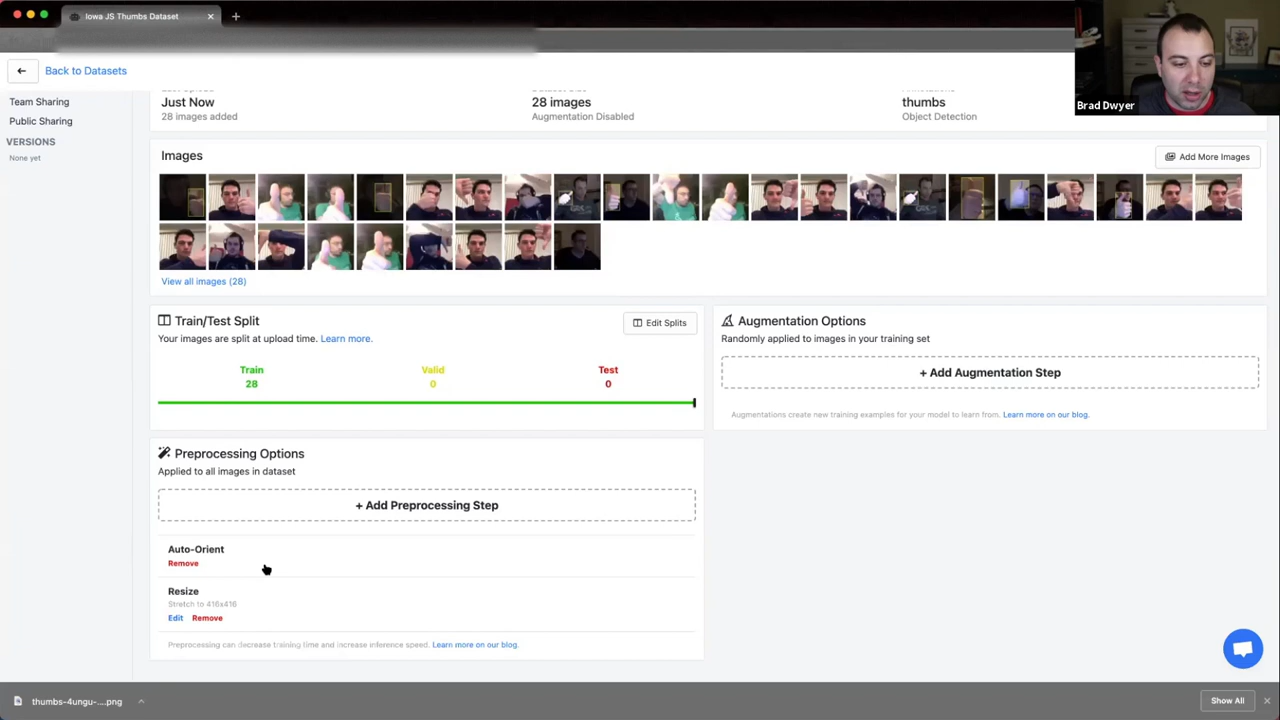 Iowa JS Thumbs Dataset
Back to Datasets
Brad Dwyer
Team Sharing
Public Sharing
VERSIONS
None yet
Just Now
28 images added
28 images
Augmentation Disabled
thumbs
Object Detection
Images
Add More Images
View all images (28)
Train/Test Split
Edit Splits
Your images are split at upload time. Learn more.
Train
28
Valid
0
Test
0
Augmentation Options
Randomly applied to images in your training set
+ Add Augmentation Step
Augmentations create new training examples for your model to learn from. Learn more on our blog.
Preprocessing Options
Applied to all images in dataset
+ Add Preprocessing Step
Auto-Orient
Remove
Resize
Stretch to 416x416
Edit Remove
Preprocessing can decrease training time and increase inference speed. Learn more on our blog.
thumbs-4ungu-....png
Show All